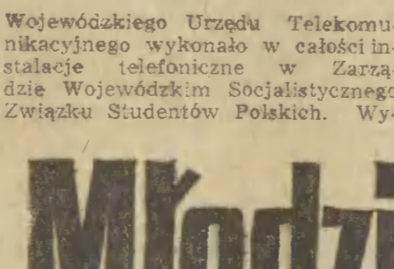 Wojewódzkiego Urzędu Telekomu-
nikacyjnego wykonało w całości in-
stalacje telefoniczne w Zarzą-
dzie Wojewódzkim Socjalistycznego
Związku Studentów Polskich. Wy-
Młodzi